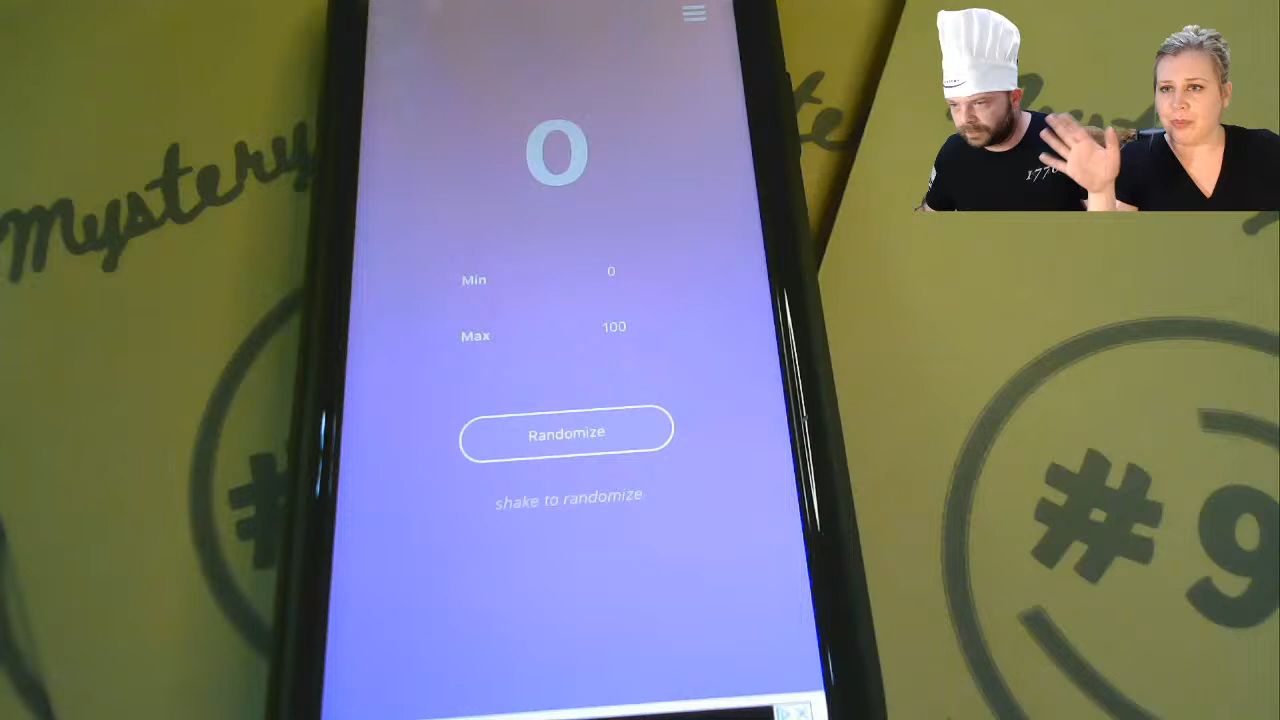 0
Min 0
Max 100
Randomize
shake to randomize
Mystery
#
#9